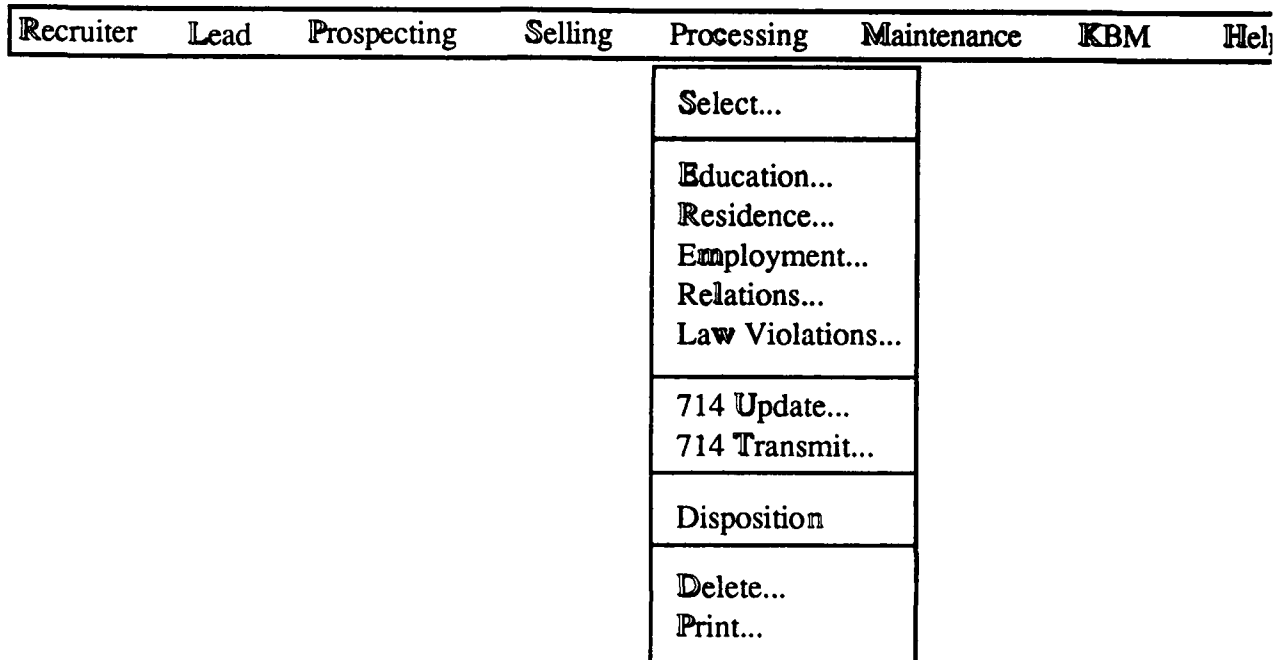 Recruiter Lead Prospecting Selling Processing Maintenance KBM Hel
Select...
Education...
Residence...
Employment...
Relations...
Law Violations...
714 Update...
714 Transmit...
Disposition
Delete...
Print...